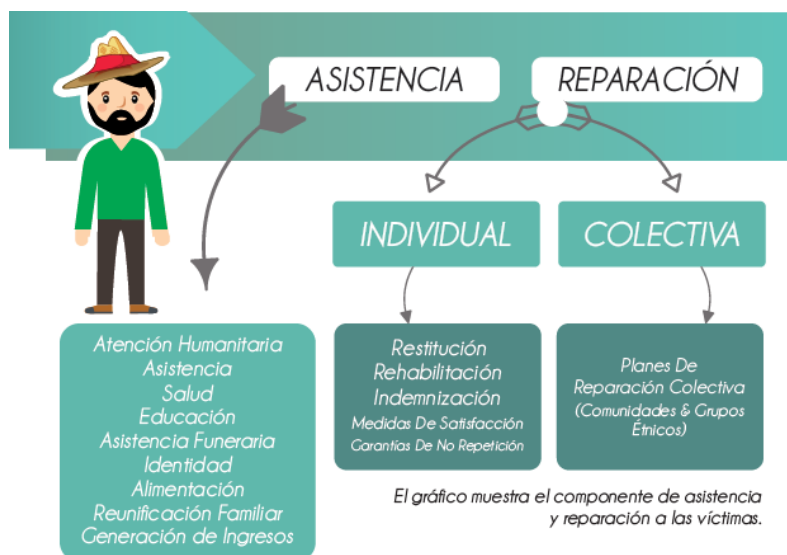 ASISTENCIA
REPARACIÓN
INDIVIDUAL
COLECTIVA
Atención Humanitaria
Asistencia
Salud
Educación
Asistencia Funeraria
Identidad
Alimentación
Reunificación Familiar
Generación de Ingresos
Restitución
Rehabilitación
Indemnización
Medidas De Satisfacción
Garantías De No Repetición
Planes De
Reparación Colectiva
(Comunidades & Grupos
Étnicos)
El gráfico muestra el componente de asistencia
y reparación a las víctimas.